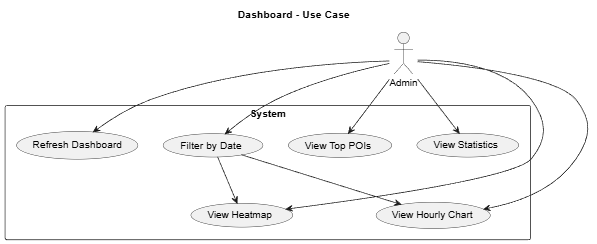 Dashboard - Use Case
Admin
System
Refresh Dashboard
Filter by Date
View Top POIs
View Statistics
View Heatmap
View Hourly Chart